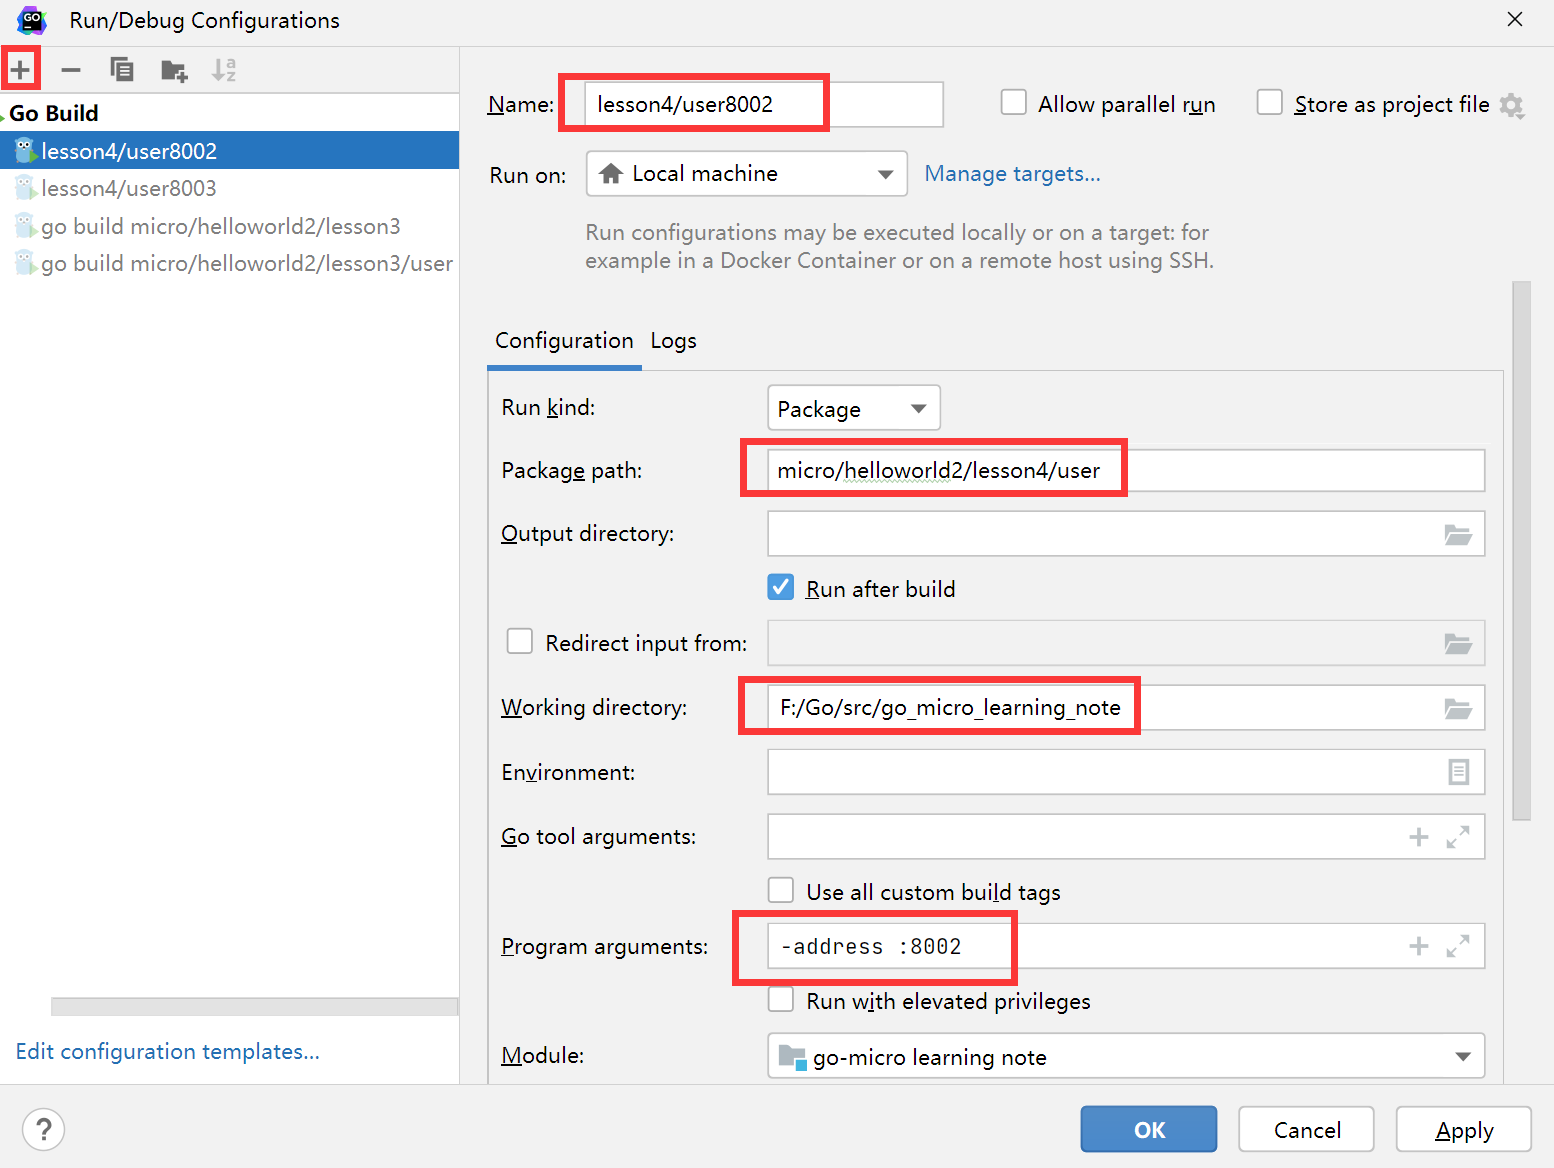 GO
Run/Debug Configurations
a
z
Go Build
lesson4/user8002
lesson4/user8003
go build micro/helloworld2/lesson3
go build micro/helloworld2/lesson3/user
Edit configuration templates...
Name: lesson4/user8002 Allow parallel run Store as project file
Run on: Local machine Manage targets...
Run configurations may be executed locally or on a target: for
example in a Docker Container or on a remote host using SSH.
Configuration Logs
Run kind: Package
Package path: micro/helloworld2/lesson4/user
Output directory:
Run after build
Redirect input from:
Working directory: F:/Go/src/go_micro_learning_note
Environment:
Go tool arguments:
Use all custom build tags
Program arguments: -address :8002
Run with elevated privileges
Module: go-micro learning note
? OK Cancel Apply